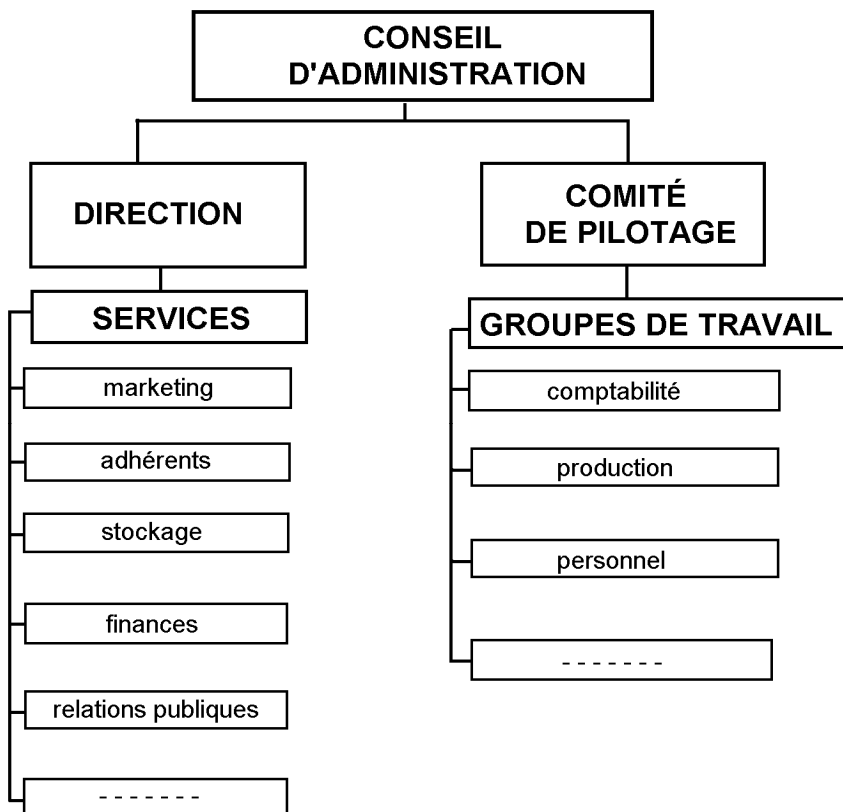 CONSEIL
D'ADMINISTRATION
DIRECTION
SERVICES
marketing
adhérents
stockage
finances
relations publiques
- - - - - - -
COMITÉ
DE PILOTAGE
GROUPES DE TRAVAIL
comptabilité
production
personnel
- - - - - - -